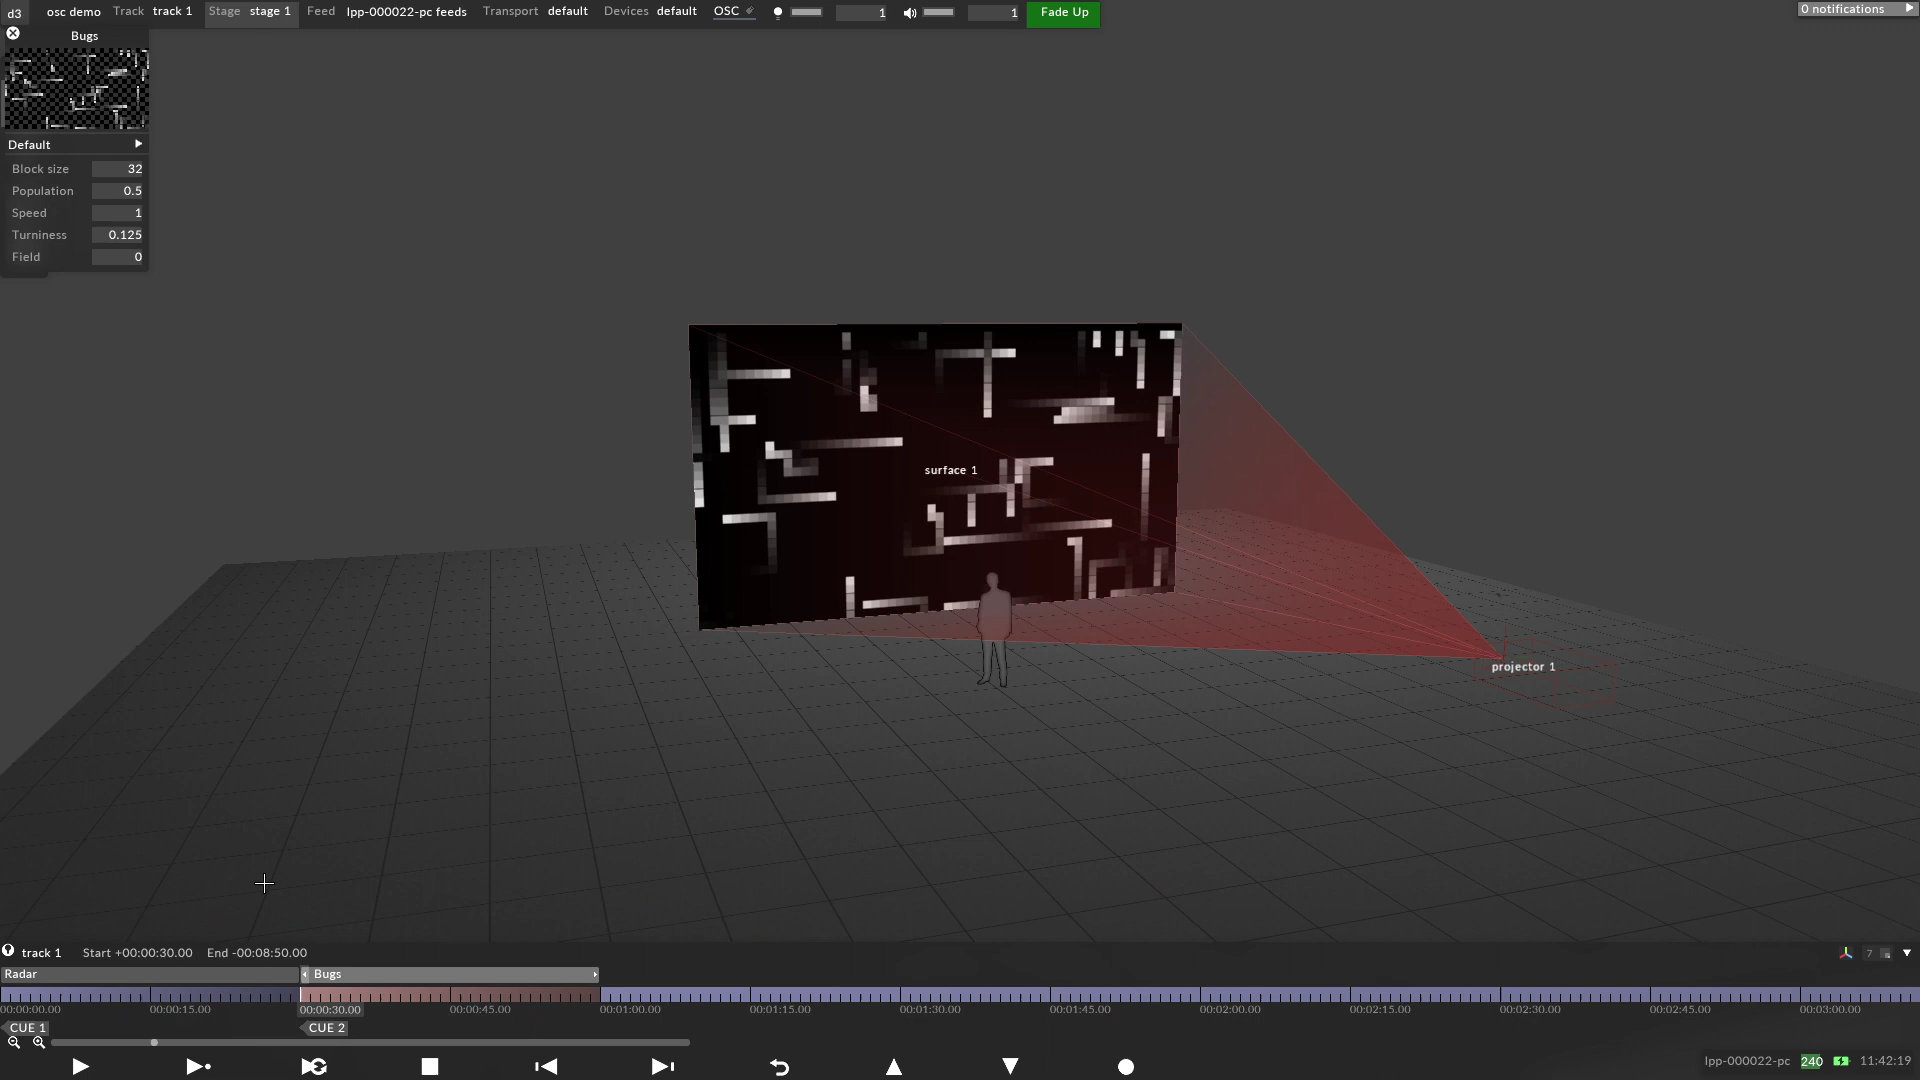 d3 osc demo Track track 1 Stage stage 1 Feed lpp-000022-pc feeds Transport default Devices default OSC 1 1 Fade Up 0 notifications
Bugs
Default
Block size 32
Population 0.5
Speed 1
Turniness 0.125
Field 0
surface 1
projector 1
track 1 Start +00:00:30.00 End -00:08:50.00 7
Radar Bugs
00:00:00.00 00:00:15.00 00:00:30.00 00:00:45.00 00:01:00.00 00:01:15.00 00:01:30.00 00:01:45.00 00:02:00.00 00:02:15.00 00:02:30.00 00:02:45.00 00:03:00.00
CUE 1 CUE 2
lpp-000022-pc 240 11:42:19